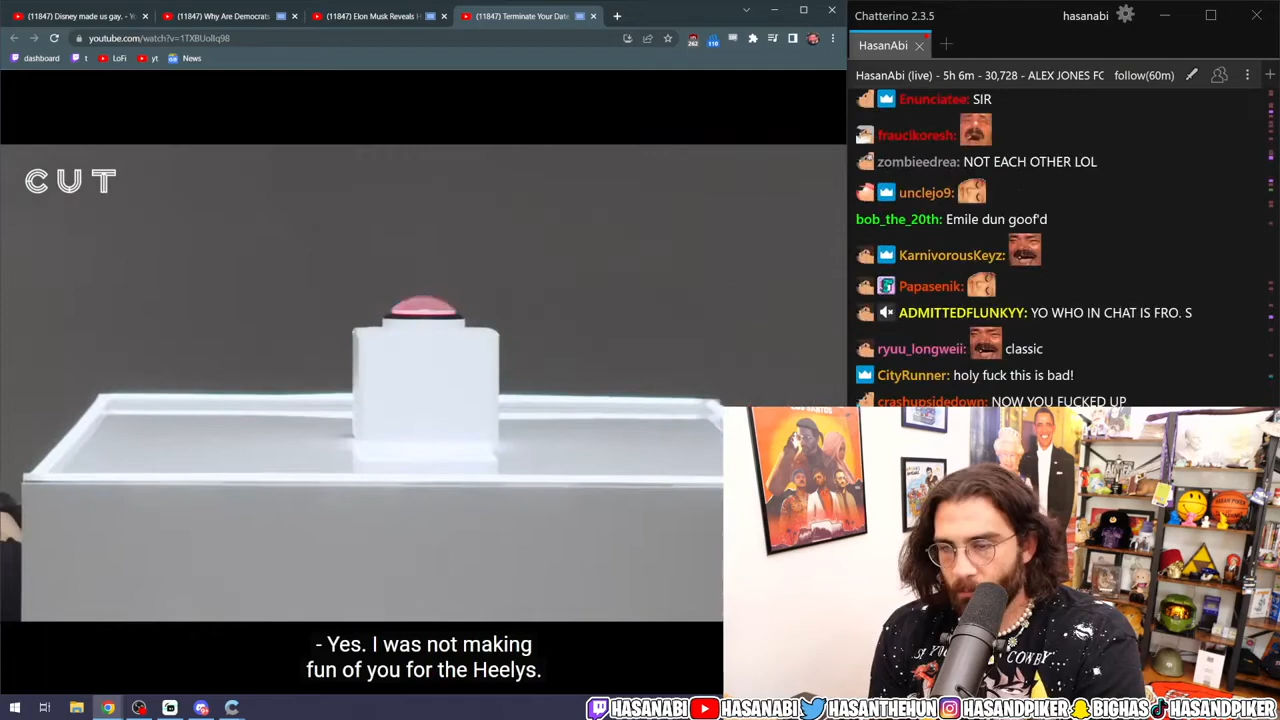 (11847) Disney made us gay. - Yo
(11847) Why Are Democrats
(11847) Elon Musk Reveals H
(11847) Terminate Your Date
youtube.com/watch?v=1TXBUolIq98
262
110
dashboard
t
LoFi
yt
News
Chatterino 2.3.5
hasanabi
HasanAbi
HasanAbi (live) - 5h 6m - 30,728 - ALEX JONES FC
follow(60m)
Enunciatee: SIR
fraucikoresh:
zombieedrea: NOT EACH OTHER LOL
unclejo9:
bob_the_20th: Emile dun goof'd
KarnivorousKeyz:
Papasenik:
ADMITTEDFLUNKYY: YO WHO IN CHAT IS FRO. S
ryuu_longweii: classic
CityRunner: holy fuck this is bad!
crashupsidedown: NOW YOU FUCKED UP
CUT
- Yes. I was not making
fun of you for the Heelys.
HASANABI
HASANABI
HASANTHEHUN
HASANDPIKER
BIGHAS
HASANDPIKER